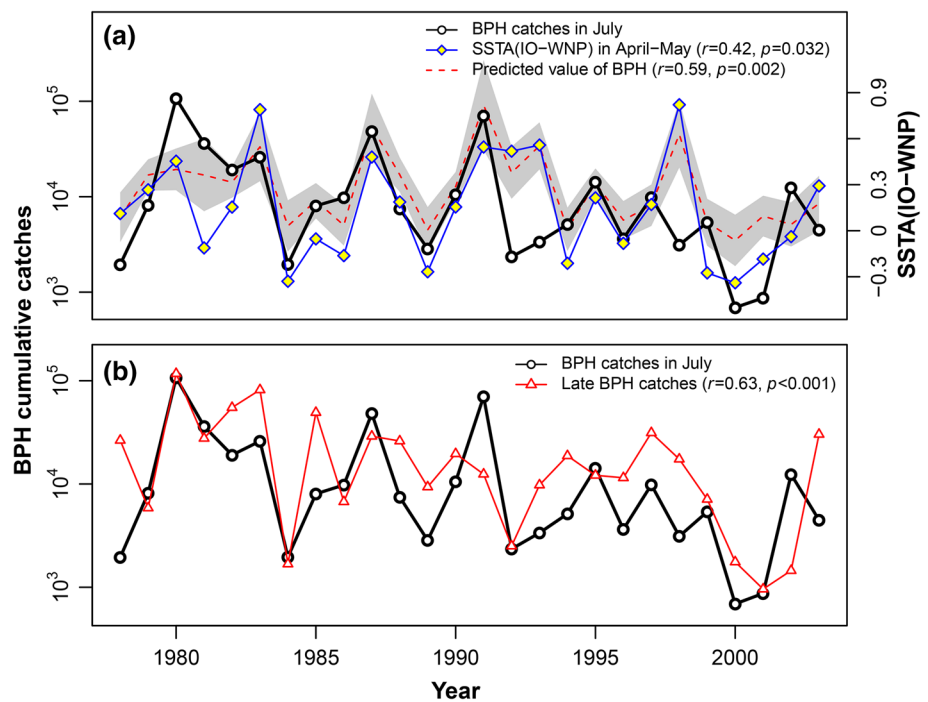 (a)
BPH catches in July
SSTA(IO−WNP) in April−May (r=0.42, p=0.032)
Predicted value of BPH (r=0.59, p=0.002)
10^5
10^4
10^3
0.9
0.3
0
−0.3
SSTA(IO−WNP)
BPH cumulative catches
(b)
BPH catches in July
Late BPH catches (r=0.63, p<0.001)
10^5
10^4
10^3
1980 1985 1990 1995 2000
Year